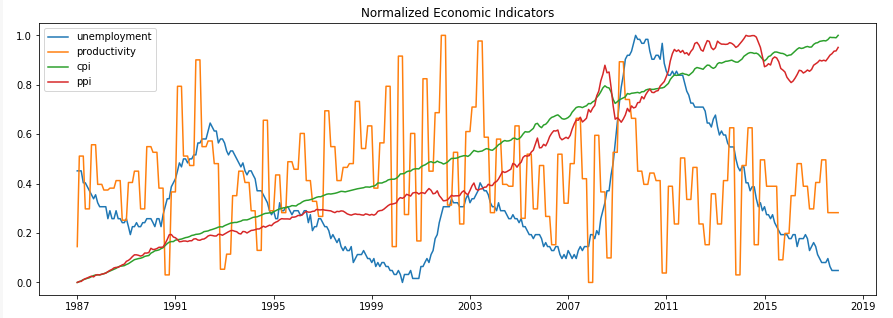 Normalized Economic Indicators
unemployment
productivity
cpi
ppi
1.0
0.8
0.6
0.4
0.2
0.0
1987 1991 1995 1999 2003 2007 2011 2015 2019